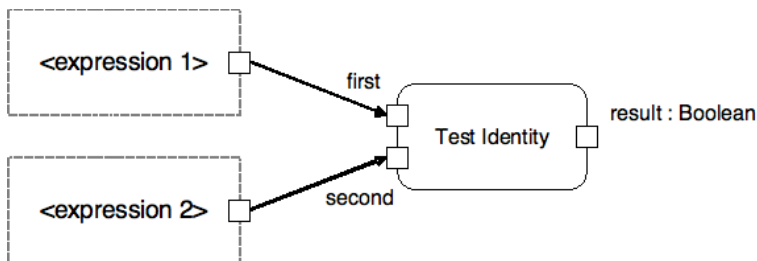 <expression 1>
first
result : Boolean
Test Identity
second
<expression 2>